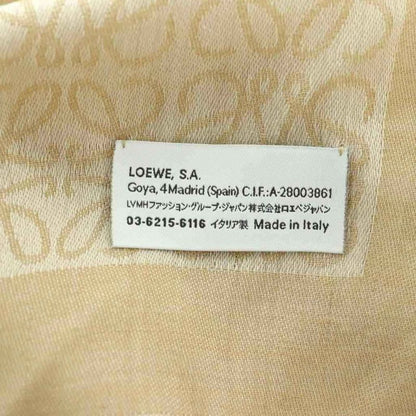 LOEWE, S.A.
Goya, 4 Madrid (Spain) C.I.F.:A-28003861
LVMHファッション・グループ・ジャパン株式会社ロエベジャパン
03-6215-6116 イタリア製 Made in Italy